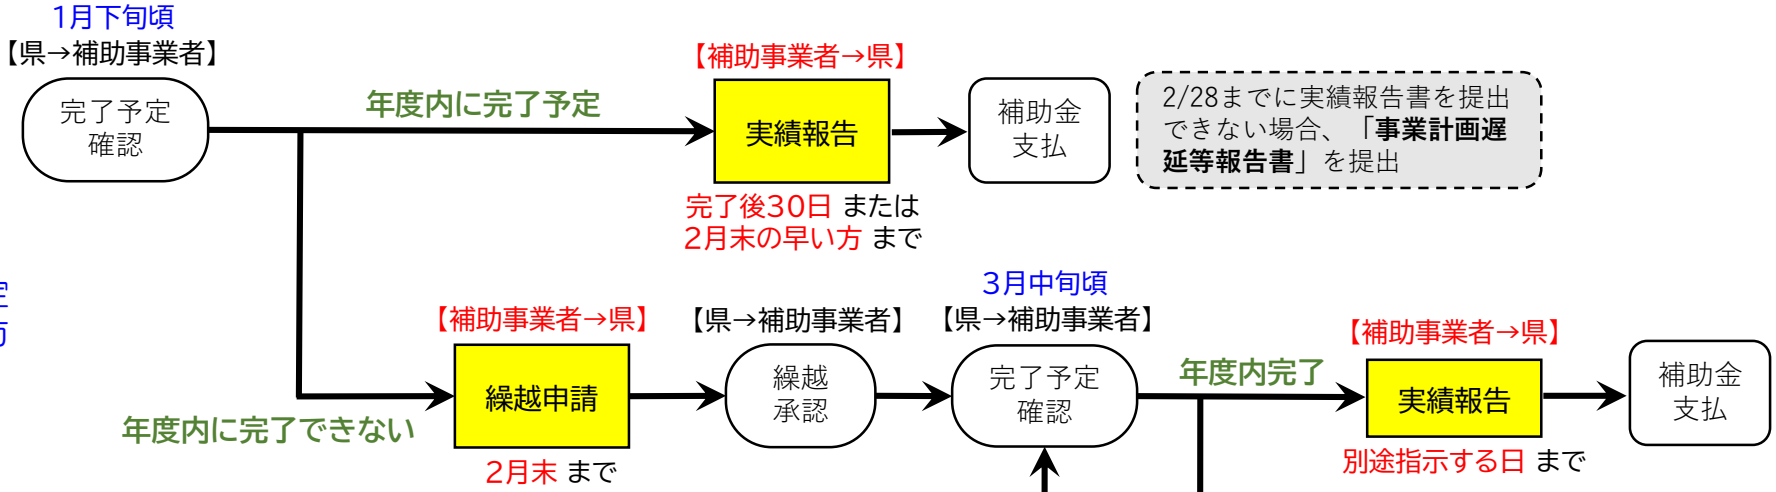 1月下旬頃
【県→補助事業者】
完了予定
確認
年度内に完了予定
【補助事業者→県】
実績報告
完了後30日 または
2月末の早い方 まで
補助金
支払
2/28までに実績報告書を提出
できない場合、「事業計画遅
延等報告書」を提出
年度内に完了できない
【補助事業者→県】
繰越申請
2月末 まで
【県→補助事業者】
繰越
承認
3月中旬頃
【県→補助事業者】
完了予定
確認
年度内完了
【補助事業者→県】
実績報告
別途指示する日 まで
補助金
支払